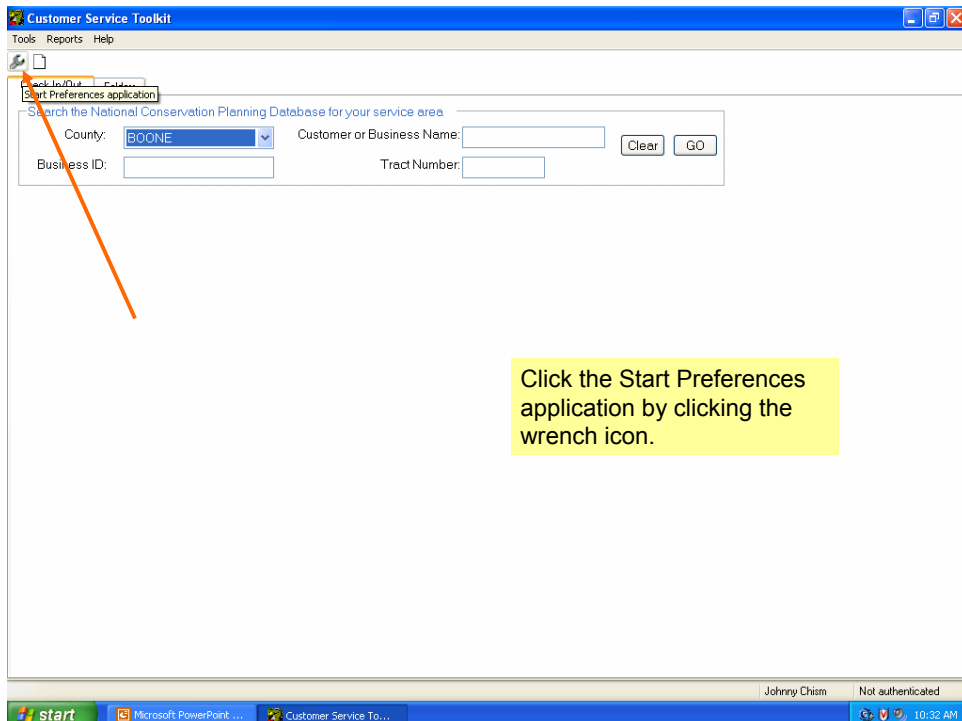 Customer Service Toolkit
Tools Reports Help
Start Preferences application
Search the National Conservation Planning Database for your service area
County: BOONE Customer or Business Name: Clear GO
Business ID: Tract Number:
Click the Start Preferences
application by clicking the
wrench icon.
Johnny Chism Not authenticated
start Microsoft PowerPoint ... Customer Service To... 10:32 AM